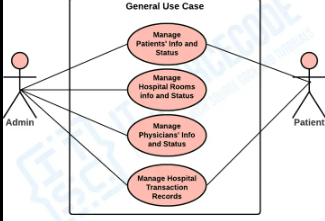 General Use Case
Manage
Patients' Info and
Status
Manage
Hospital Rooms
info and Status
Admin
Patient
Manage
Physicians' Info
and Status
Manage Hospital
Transaction
Records